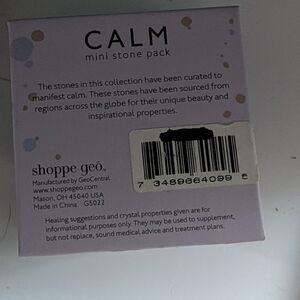 CALM
mini stone pack
The stones in this collection have been curated to
manifest calm. These stones have been sourced from
regions across the globe for their unique beauty and
inspirational properties.
shoppe geō.
Manufactured by GeoCentral
www.shoppegeo.com
Mason, OH 45040 USA
Made in China G5022
7 3489664099 5
Healing suggestions and crystal properties given are for
informational purposes only. They may be used to supplement,
but not replace, sound medical advice and treatment plans.